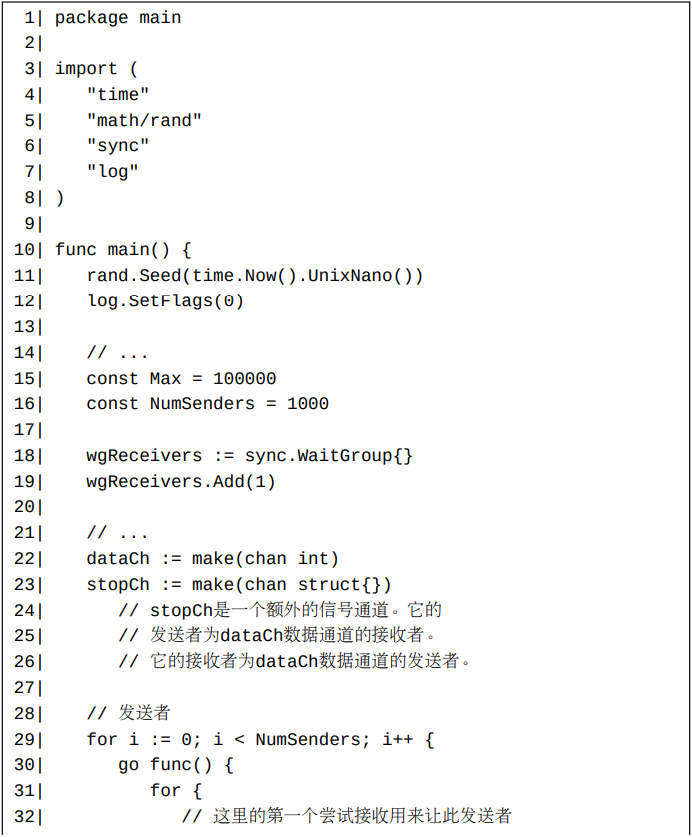 1| package main
2|
3| import (
4|    "time"
5|    "math/rand"
6|    "sync"
7|    "log"
8| )
9|
10| func main() {
11|    rand.Seed(time.Now().UnixNano())
12|    log.SetFlags(0)
13|
14|    // ...
15|    const Max = 100000
16|    const NumSenders = 1000
17|
18|    wgReceivers := sync.WaitGroup{}
19|    wgReceivers.Add(1)
20|
21|    // ...
22|    dataCh := make(chan int)
23|    stopCh := make(chan struct{})
24|       // stopCh是一个额外的信号通道。它的
25|       // 发送者为dataCh数据通道的接收者。
26|       // 它的接收者为dataCh数据通道的发送者。
27|
28|    // 发送者
29|    for i := 0; i < NumSenders; i++ {
30|       go func() {
31|          for {
32|             // 这里的第一个尝试接收用来让此发送者